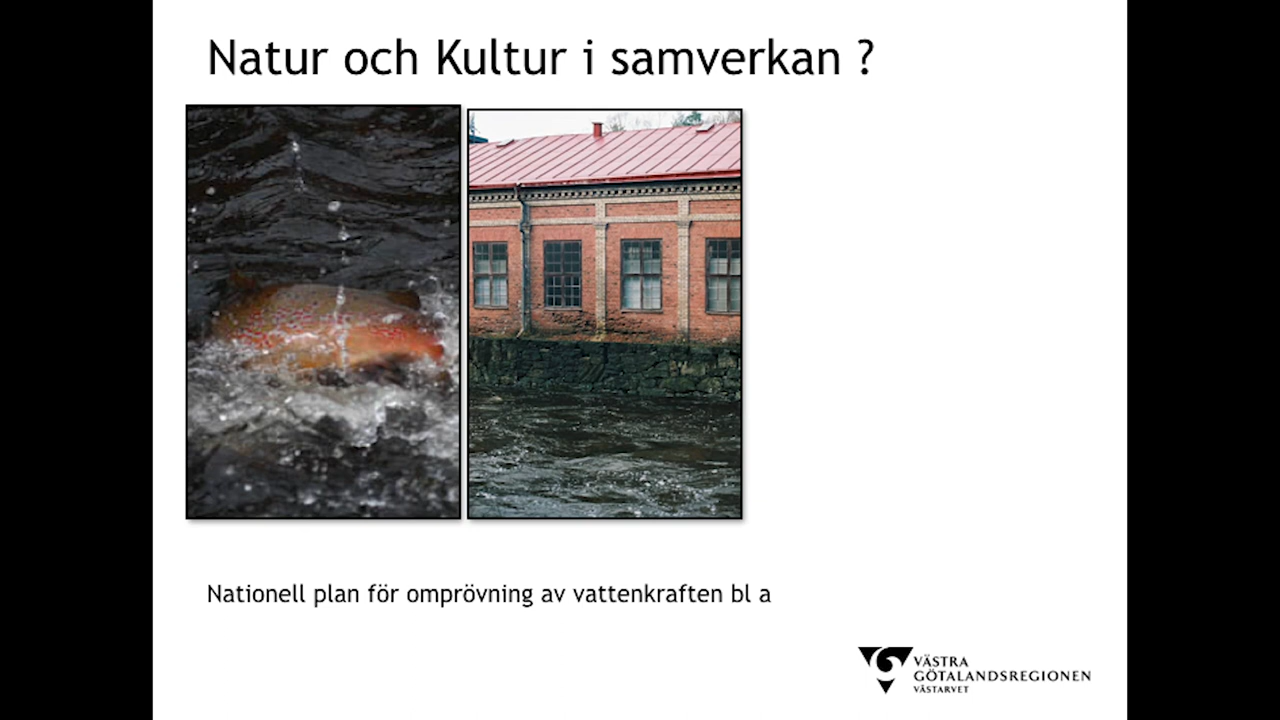 Natur och Kultur i samverkan ?
Nationell plan för omprövning av vattenkraften bl a
VÄSTRA
GÖTALANDSREGIONEN
VÄSTARVET